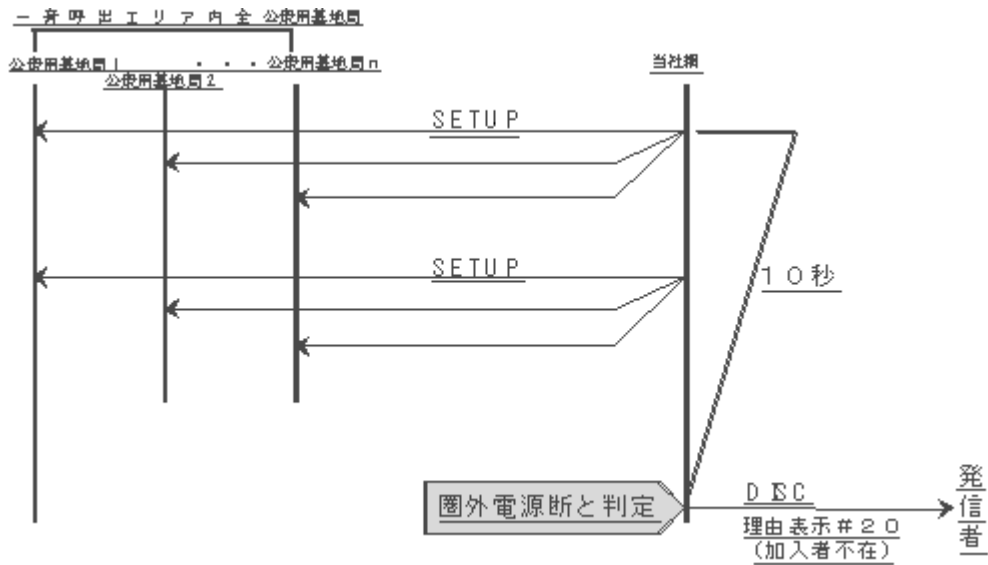 一斉呼出エリア内全公衆用基地局
公衆用基地局1 ・・・ 公衆用基地局n
公衆用基地局2
当社網
SETUP
SETUP
10秒
圏外電源断と判定
DISC
理由表示#20
(加入者不在)
発信者